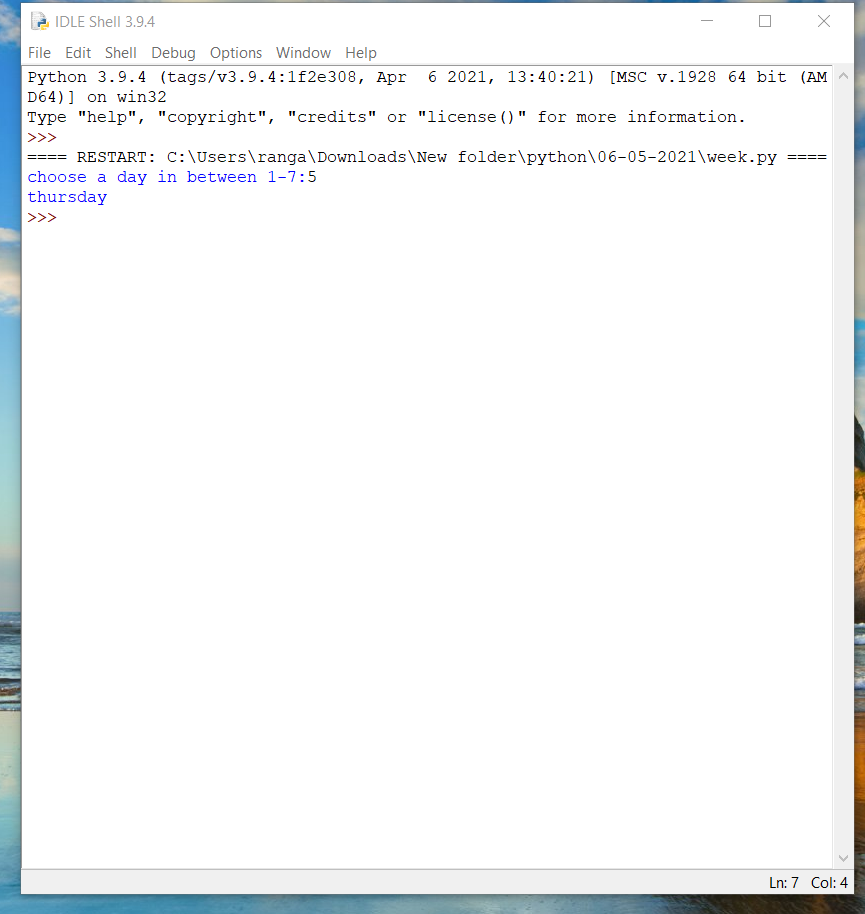 IDLE Shell 3.9.4
File Edit Shell Debug Options Window Help
Python 3.9.4 (tags/v3.9.4:1f2e308, Apr  6 2021, 13:40:21) [MSC v.1928 64 bit (AM
D64)] on win32
Type "help", "copyright", "credits" or "license()" for more information.
>>>
==== RESTART: C:\Users\ranga\Downloads\New folder\python\06-05-2021\week.py ====
choose a day in between 1-7:5
thursday
>>>
Ln: 7 Col: 4